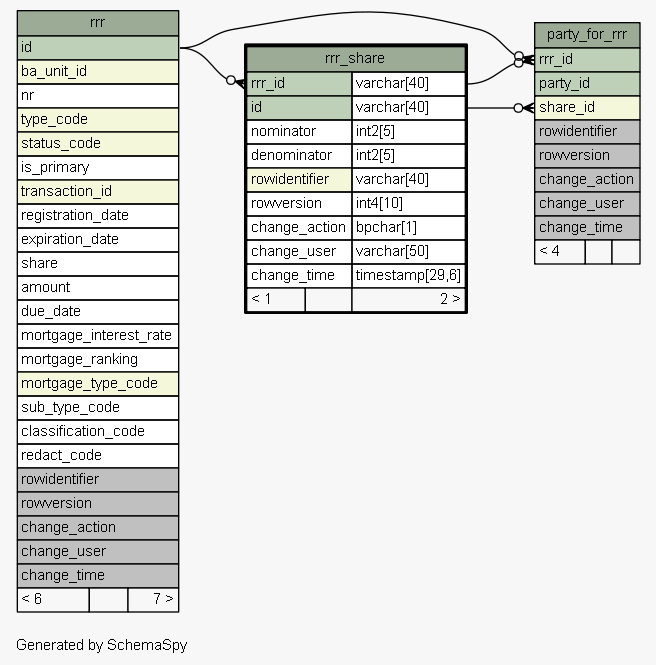 rrr
id
ba_unit_id
nr
type_code
status_code
is_primary
transaction_id
registration_date
expiration_date
share
amount
due_date
mortgage_interest_rate
mortgage_ranking
mortgage_type_code
sub_type_code
classification_code
redact_code
rowidentifier
rowversion
change_action
change_user
change_time
< 6 7 >
rrr_share
rrr_id varchar[40]
id varchar[40]
nominator int2[5]
denominator int2[5]
rowidentifier varchar[40]
rowversion int4[10]
change_action bpchar[1]
change_user varchar[50]
change_time timestamp[29,6]
< 1 2 >
party_for_rrr
rrr_id
party_id
share_id
rowidentifier
rowversion
change_action
change_user
change_time
< 4
Generated by SchemaSpy